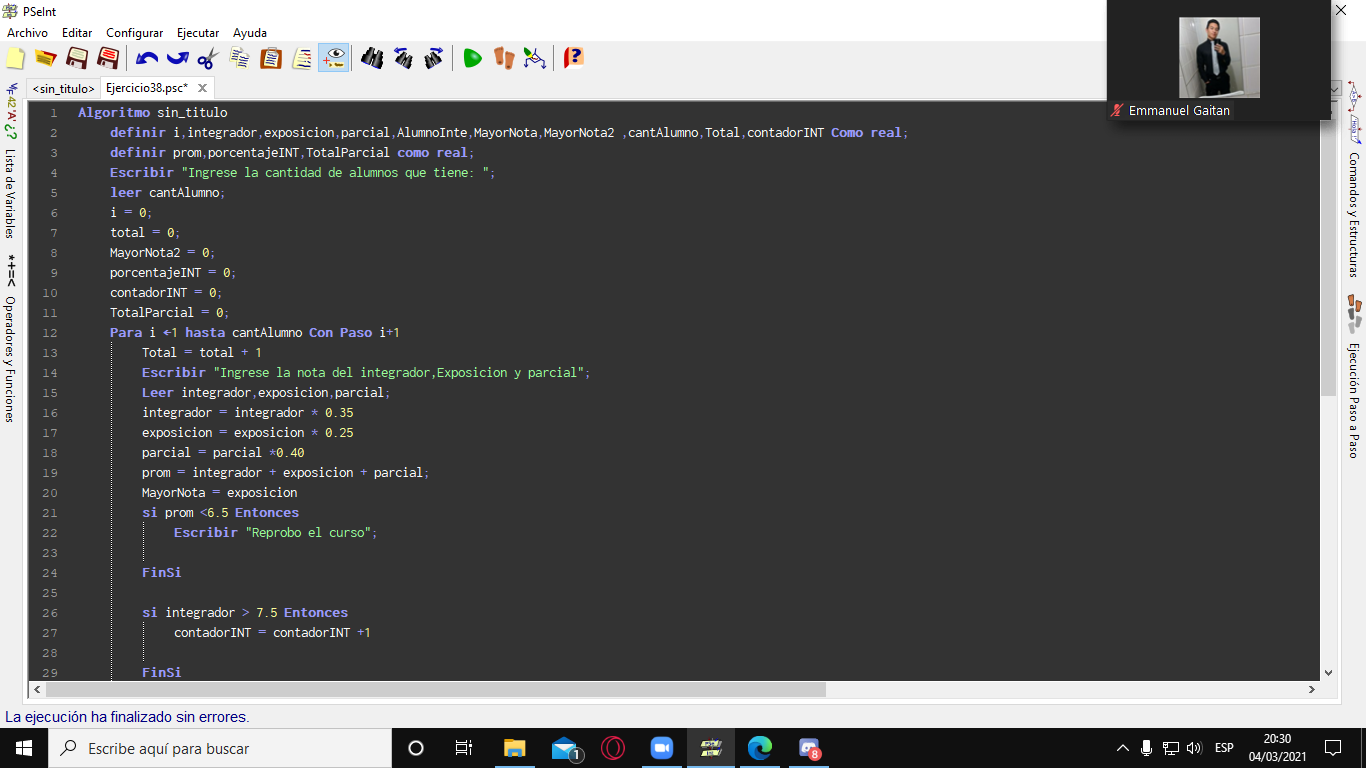 PSeInt
Archivo Editar Configurar Ejecutar Ayuda
<sin_titulo> Ejercicio38.psc*
Emmanuel Gaitan
Lista de Variables
*+=<
Operadores y Funciones
1 Algoritmo sin_titulo
2 definir i,integrador,exposicion,parcial,AlumnoInte,MayorNota,MayorNota2 ,cantAlumno,Total,contadorINT Como real;
3 definir prom,porcentajeINT,TotalParcial como real;
4 Escribir "Ingrese la cantidad de alumnos que tiene: ";
5 leer cantAlumno;
6 i = 0;
7 total = 0;
8 MayorNota2 = 0;
9 porcentajeINT = 0;
10 contadorINT = 0;
11 TotalParcial = 0;
12 Para i ←1 hasta cantAlumno Con Paso i+1
13 Total = total + 1
14 Escribir "Ingrese la nota del integrador,Exposicion y parcial";
15 Leer integrador,exposicion,parcial;
16 integrador = integrador * 0.35
17 exposicion = exposicion * 0.25
18 parcial = parcial *0.40
19 prom = integrador + exposicion + parcial;
20 MayorNota = exposicion
21 si prom <6.5 Entonces
22 Escribir "Reprobo el curso";
23
24 FinSi
25
26 si integrador > 7.5 Entonces
27 contadorINT = contadorINT +1
28
29 FinSi
Comandos y Estructuras
Ejecución Paso a Paso
La ejecución ha finalizado sin errores.
Escribe aquí para buscar
1
8
ESP
20:30
04/03/2021